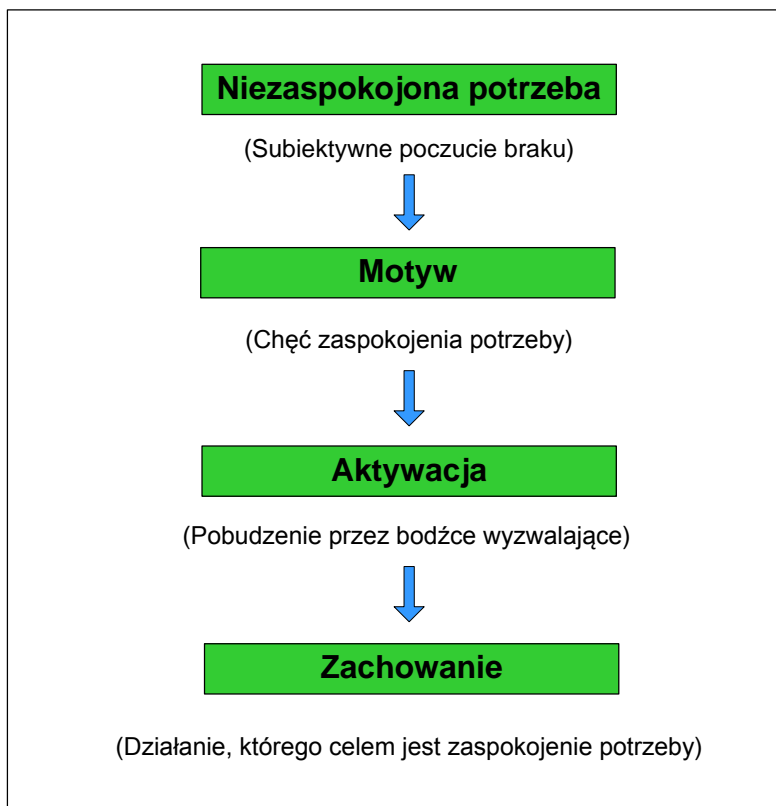 Niezaspokojona potrzeba
(Subiektywne poczucie braku)
Motyw
(Chęć zaspokojenia potrzeby)
Aktywacja
(Pobudzenie przez bodźce wyzwalające)
Zachowanie
(Działanie, którego celem jest zaspokojenie potrzeby)